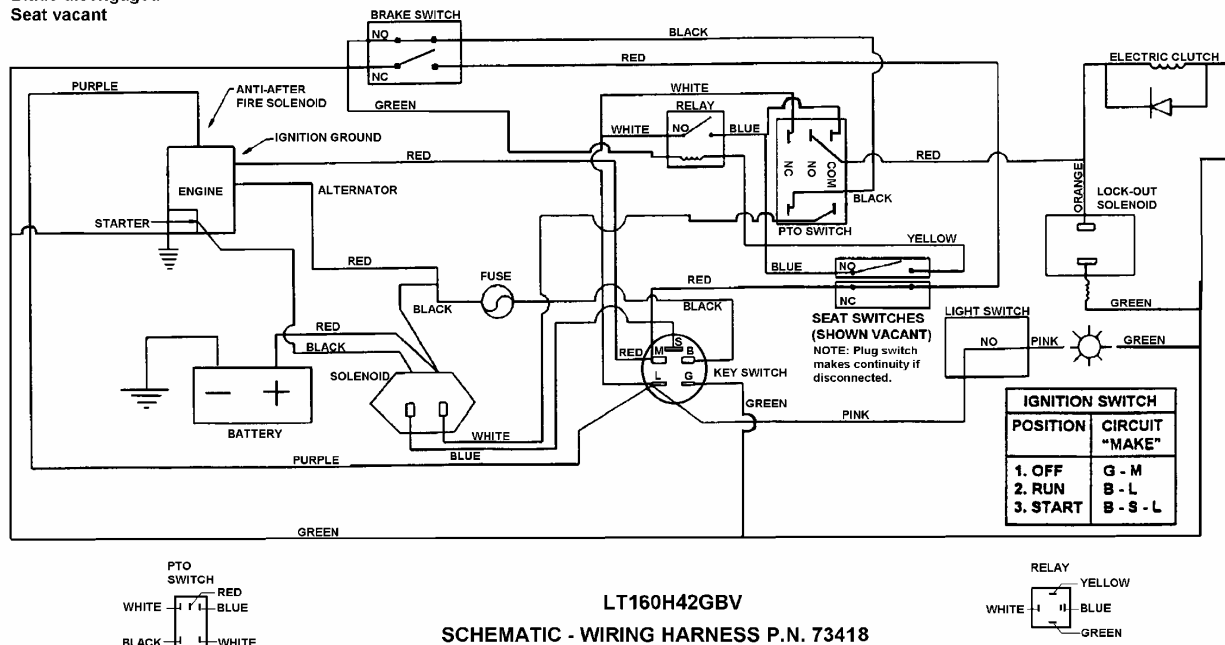 Seat vacant
BRAKE SWITCH
NO
NC
BLACK
RED
ELECTRIC CLUTCH
PURPLE
ANTI-AFTER
FIRE SOLENOID
GREEN
WHITE
RELAY
WHITE
NO
BLUE
IGNITION GROUND
RED
NC
NO
COM
RED
ENGINE
ALTERNATOR
BLACK
ORANGE
LOCK-OUT
SOLENOID
STARTER
PTO SWITCH
YELLOW
RED
FUSE
BLUE
NO
RED
NC
BLACK
BLACK
GREEN
SEAT SWITCHES
(SHOWN VACANT)
NOTE: Plug switch
makes continuity if
disconnected.
LIGHT SWITCH
NO
PINK
GREEN
RED
BLACK
RED
M
S
B
L
G
KEY SWITCH
SOLENOID
BATTERY
GREEN
PINK
WHITE
BLUE
PURPLE
IGNITION SWITCH
POSITION
CIRCUIT
"MAKE"
1. OFF
G - M
2. RUN
B - L
3. START
B - S - L
GREEN
PTO
SWITCH
RED
WHITE
BLUE
BLACK
WHITE
RELAY
YELLOW
WHITE
BLUE
GREEN
LT160H42GBV
SCHEMATIC - WIRING HARNESS P.N. 73418